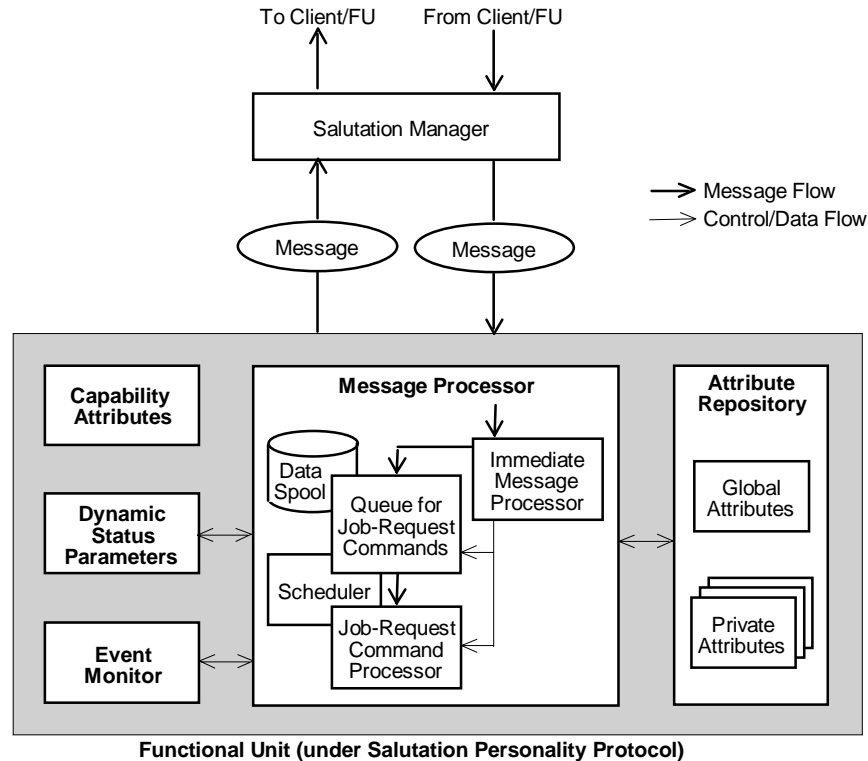 To Client/FU
From Client/FU
Salutation Manager
Message Flow
Control/Data Flow
Message
Message
Capability
Attributes
Dynamic
Status
Parameters
Event
Monitor
Message Processor
Data
Spool
Immediate
Message
Processor
Queue for
Job-Request
Commands
Scheduler
Job-Request
Command
Processor
Attribute
Repository
Global
Attributes
Private
Attributes
Functional Unit (under Salutation Personality Protocol)